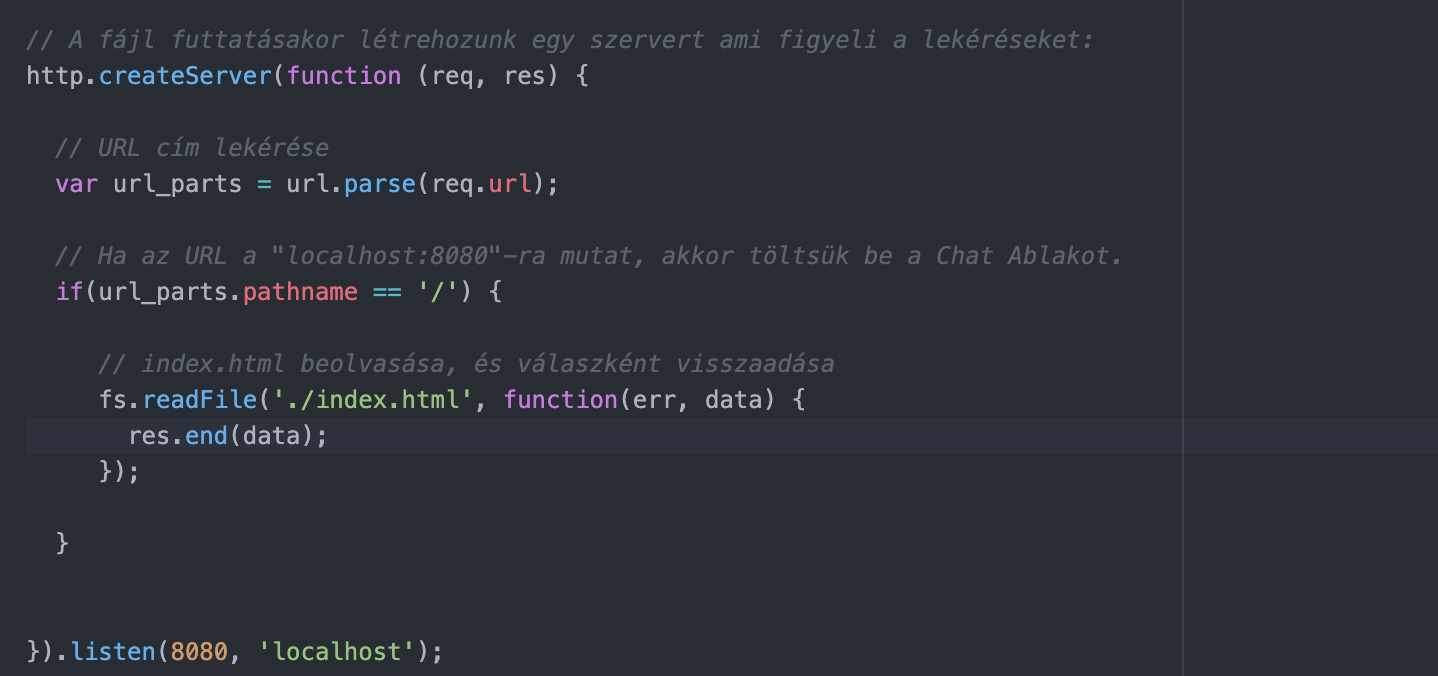 // A fájl futtatásakor létrehozunk egy szervert ami figyeli a lekéréseket:
http.createServer(function (req, res) {
// URL cím lekérése
var url_parts = url.parse(req.url);
// Ha az URL a "localhost:8080"-ra mutat, akkor töltsük be a Chat Ablakot.
if(url_parts.pathname == '/') {
// index.html beolvasása, és válaszként visszaadása
fs.readFile('./index.html', function(err, data) {
res.end(data);
});
}
}).listen(8080, 'localhost');